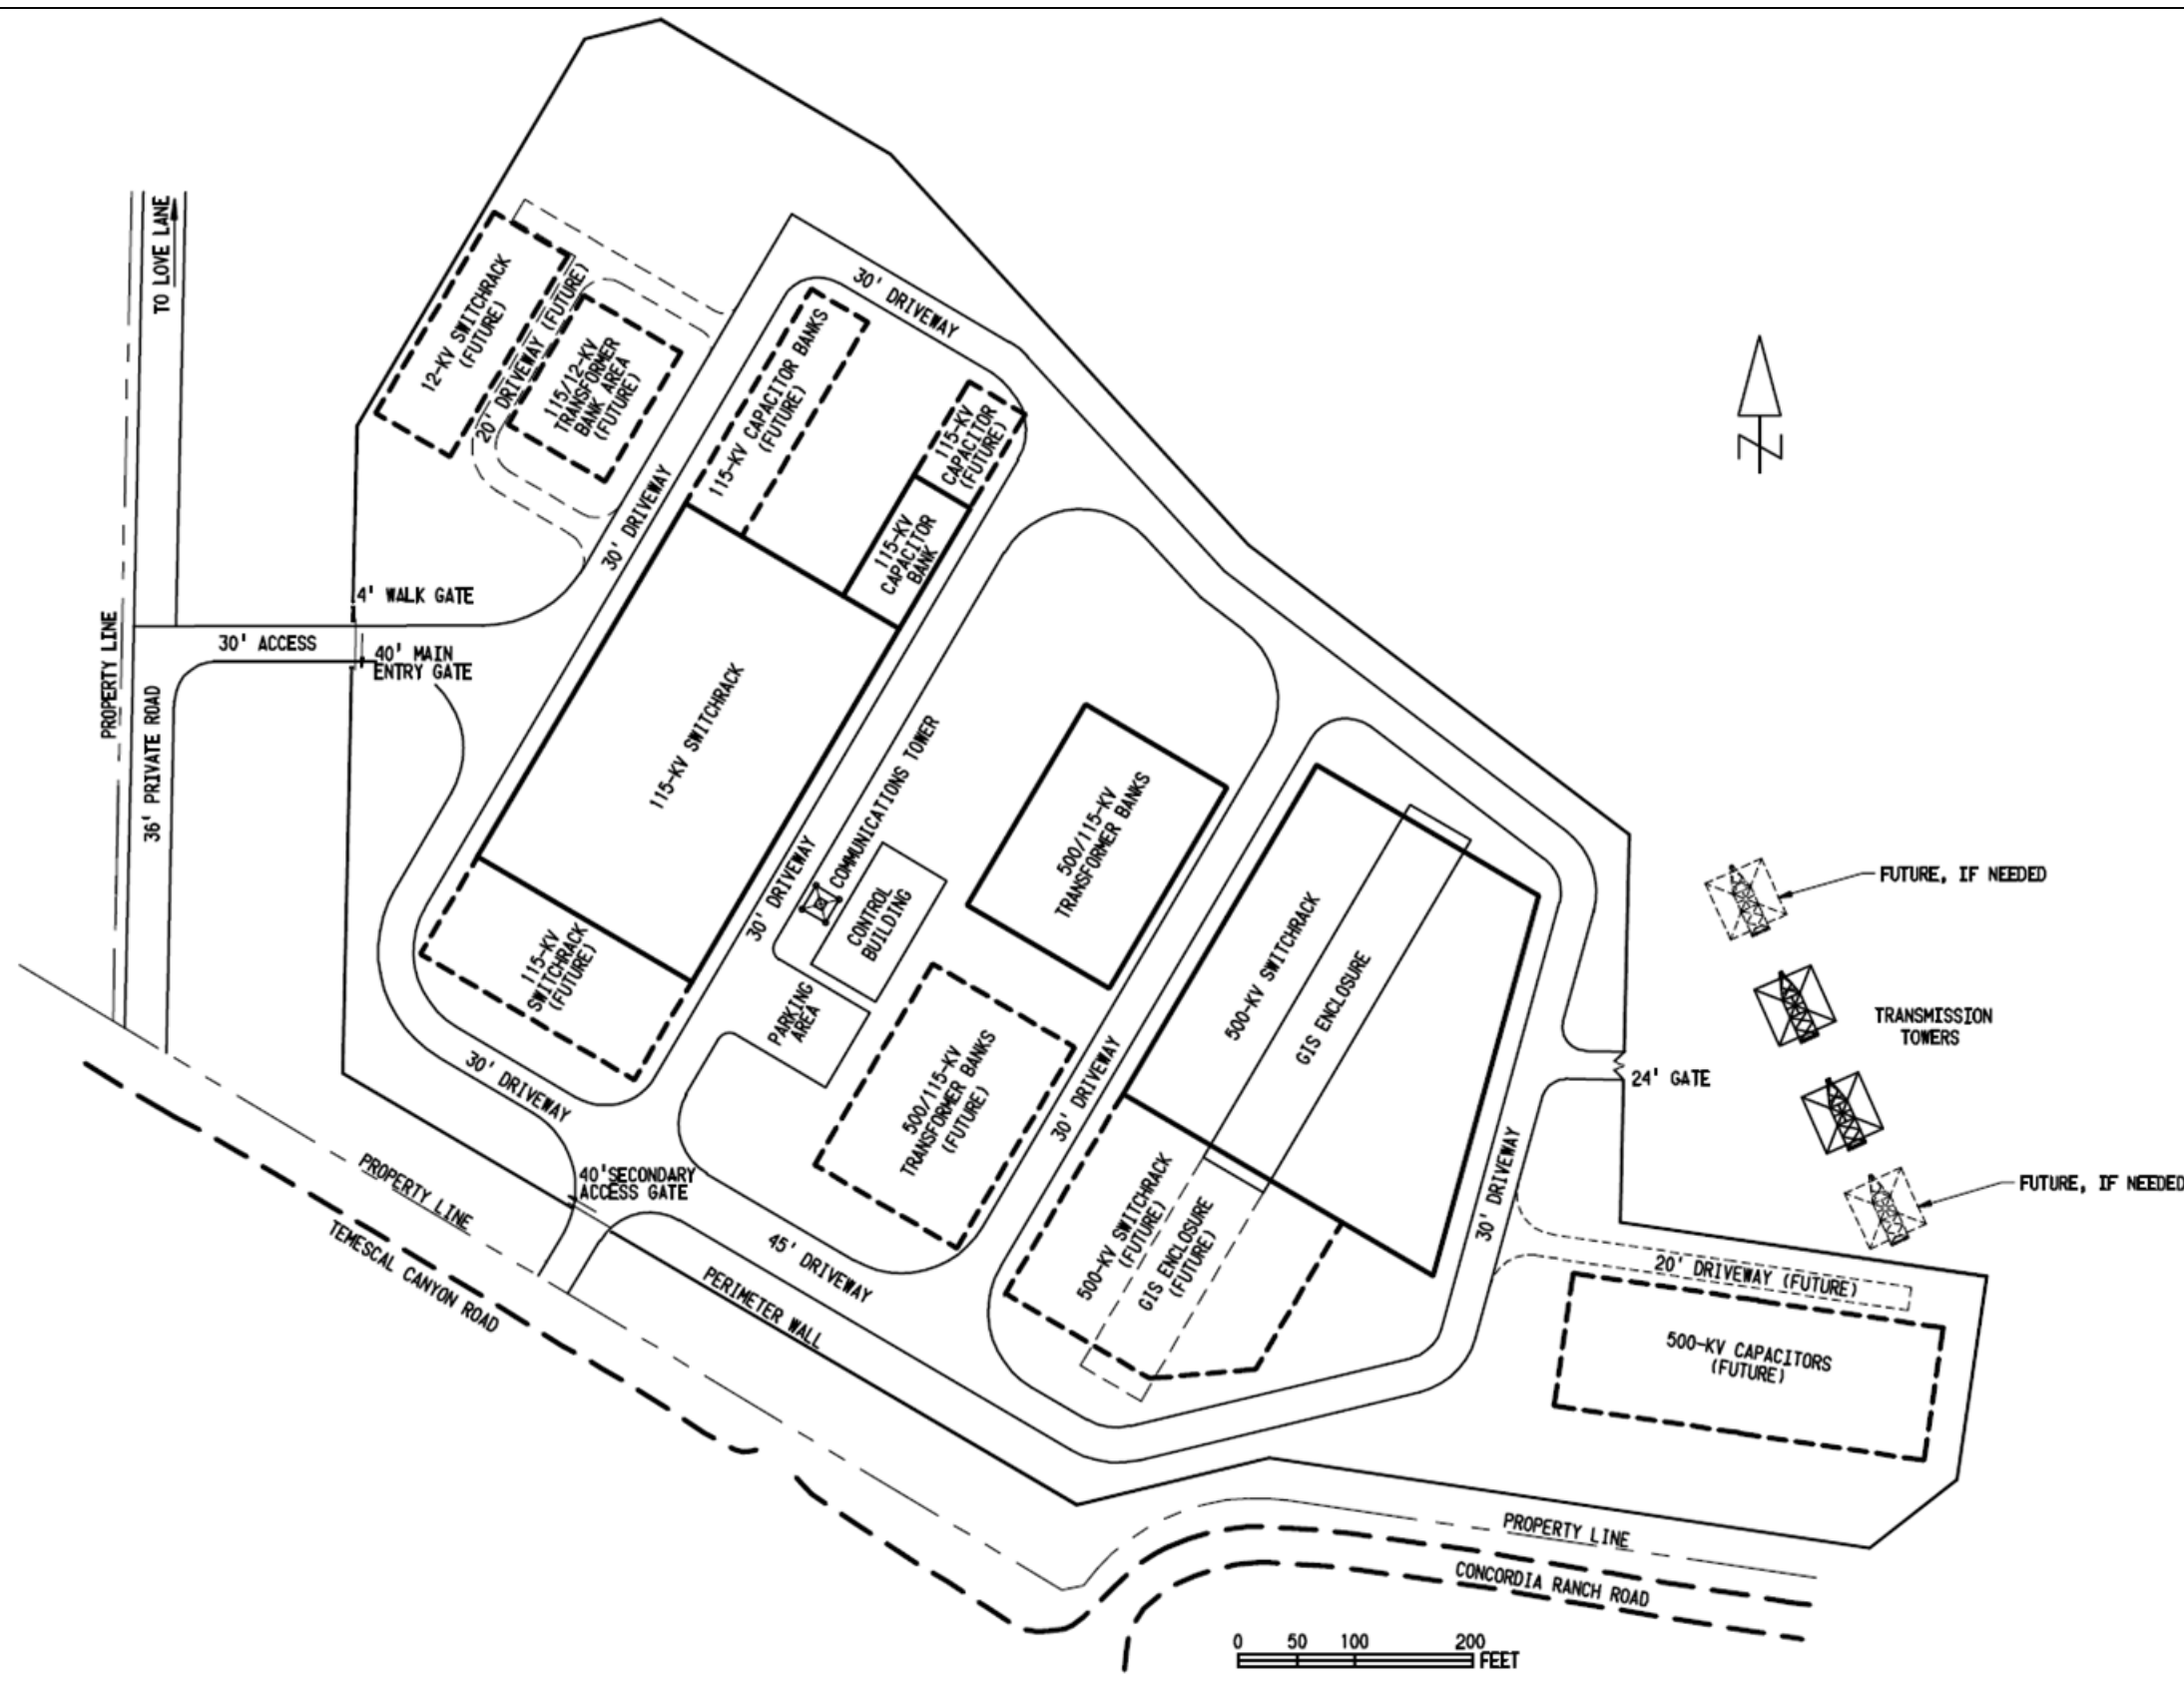 TO LOVE LANE
12-KV SWITCHRACK
(FUTURE)
20' DRIVEWAY (FUTURE)
115/12-KV
TRANSFORMER
BANK AREA
(FUTURE)
30' DRIVEWAY
115-KV CAPACITOR BANKS
(FUTURE)
30' DRIVEWAY
115-KV
CAPACITOR
(FUTURE)
115-KV
CAPACITOR
BANK
N
4' WALK GATE
30' ACCESS
40' MAIN
ENTRY GATE
PROPERTY LINE
36' PRIVATE ROAD
115-KV SWITCHRACK
COMMUNICATIONS TOWER
30' DRIVEWAY
CONTROL
BUILDING
500/115-KV
TRANSFORMER BANKS
115-KV
SWITCHRACK
(FUTURE)
PARKING
AREA
500/115-KV
TRANSFORMER BANKS
(FUTURE)
30' DRIVEWAY
500-KV SWITCHRACK
GIS ENCLOSURE
FUTURE, IF NEEDED
TRANSMISSION
TOWERS
24' GATE
FUTURE, IF NEEDED
30' DRIVEWAY
30' DRIVEWAY
500-KV SWITCHRACK
(FUTURE)
GIS ENCLOSURE
(FUTURE)
40' SECONDARY
ACCESS GATE
45' DRIVEWAY
PERIMETER WALL
PROPERTY LINE
TEMESCAL CANYON ROAD
20' DRIVEWAY (FUTURE)
500-KV CAPACITORS
(FUTURE)
PROPERTY LINE
CONCORDIA RANCH ROAD
0 50 100 200
FEET